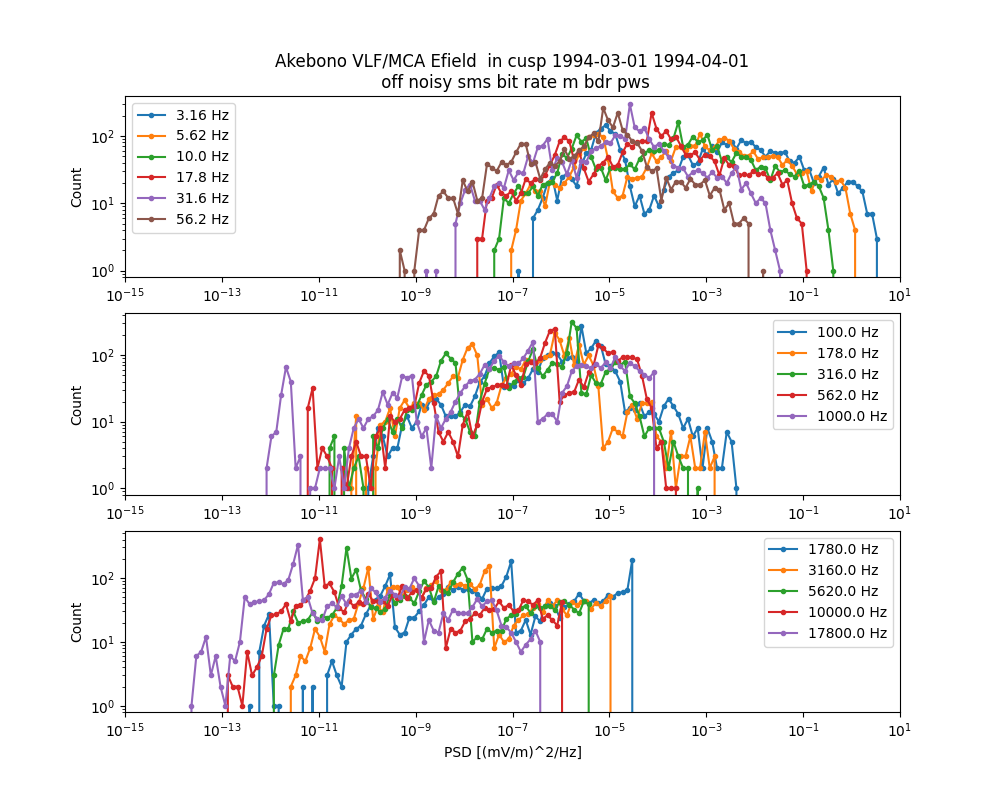 Akebono VLF/MCA Efield  in cusp 1994-03-01 1994-04-01
off noisy sms bit rate m bdr pws
Count
10^2
10^1
10^0
3.16 Hz
5.62 Hz
10.0 Hz
17.8 Hz
31.6 Hz
56.2 Hz
10^−15 10^−13 10^−11 10^−9 10^−7 10^−5 10^−3 10^−1 10^1
Count
10^2
10^1
10^0
100.0 Hz
178.0 Hz
316.0 Hz
562.0 Hz
1000.0 Hz
10^−15 10^−13 10^−11 10^−9 10^−7 10^−5 10^−3 10^−1 10^1
Count
10^2
10^1
10^0
1780.0 Hz
3160.0 Hz
5620.0 Hz
10000.0 Hz
17800.0 Hz
10^−15 10^−13 10^−11 10^−9 10^−7 10^−5 10^−3 10^−1 10^1
PSD [(mV/m)^2/Hz]